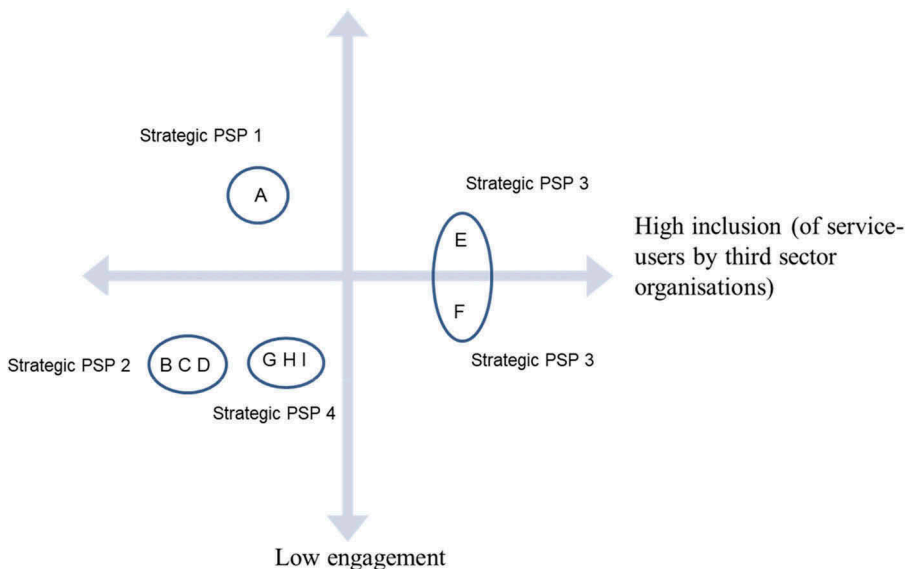 Strategic PSP 1
A
Strategic PSP 3
E
High inclusion (of service-
users by third sector
organisations)
F
Strategic PSP 2
B C D
G H I
Strategic PSP 3
Strategic PSP 4
Low engagement